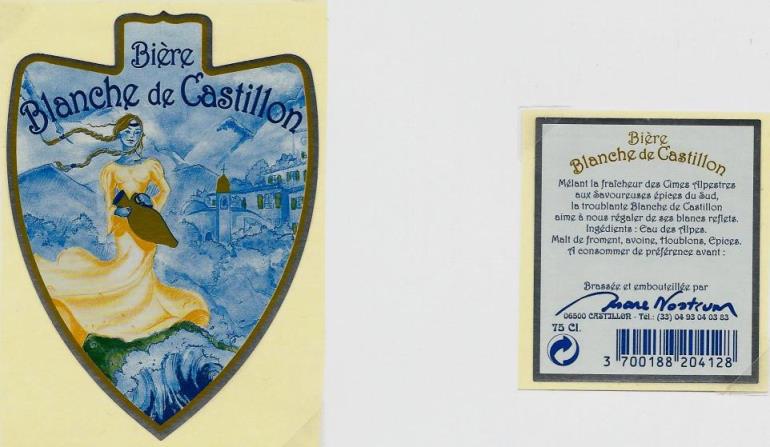 Bière
Blanche de Castillon
Bière
Blanche de Castillon
Mêlant la fraîcheur des Cimes Alpestres
aux Savoureuses épices du Sud,
la troublante Blanche de Castillon
aime à nous régaler de ses blancs reflets.
Ingédients : Eau des Alpes.
Malt de froment, avoine, Houblons, Epices.
A consommer de préférence avant :
Brassée et embouteillée par
Mare Nostrum
06500 CASTILLON - Tél.: (33) 04 93 04 03 83
75 Cl.
3 700188 204128